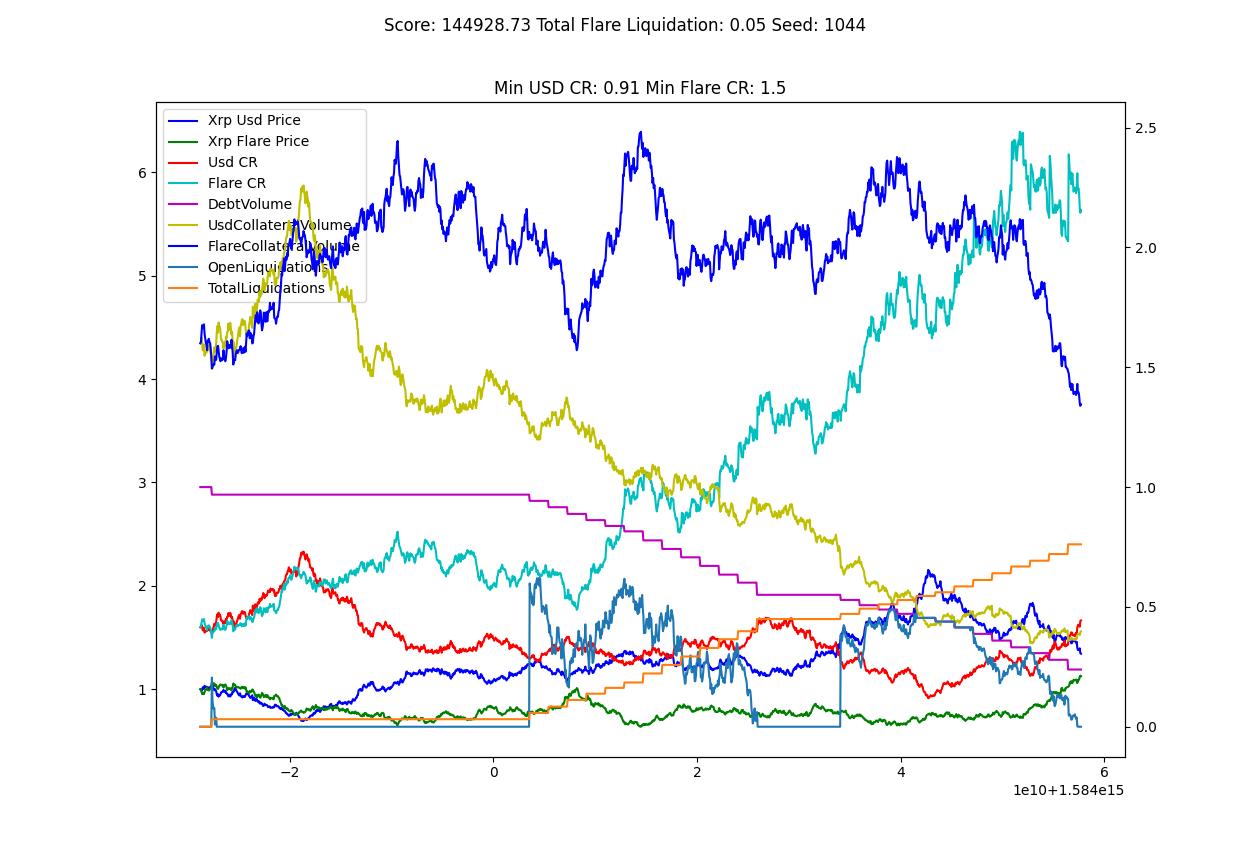 Score: 144928.73 Total Flare Liquidation: 0.05 Seed: 1044
Min USD CR: 0.91 Min Flare CR: 1.5
Xrp Usd Price
Xrp Flare Price
Usd CR
Flare CR
DebtVolume
UsdCollateralVolume
FlareCollateralVolume
OpenLiquidations
TotalLiquidations
6
5
4
3
2
1
2.5
2.0
1.5
1.0
0.5
0.0
−2
0
2
4
6
1e10+1.584e15